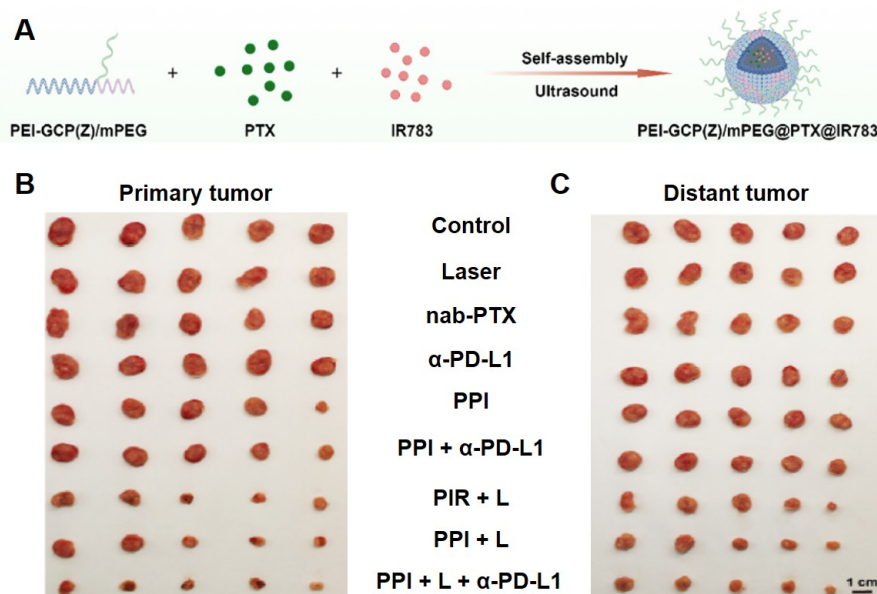 A
+
+
Self-assembly
Ultrasound
PEI-GCP(Z)/mPEG
PTX
IR783
PEI-GCP(Z)/mPEG@PTX@IR783
B
Primary tumor
C
Distant tumor
Control
Laser
nab-PTX
α-PD-L1
PPI
PPI + α-PD-L1
PIR + L
PPI + L
PPI + L + α-PD-L1
1 cm